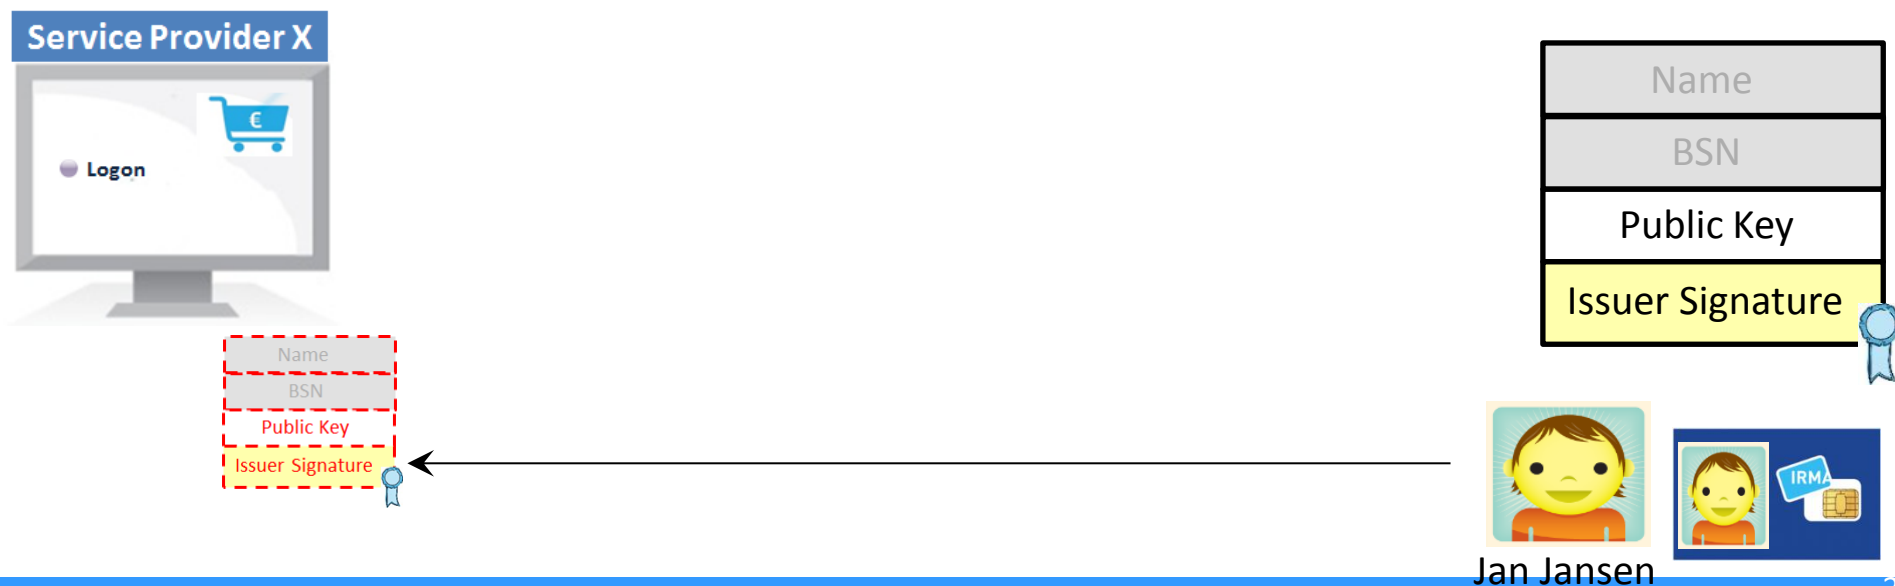 Service Provider X
€
Logon
Name
BSN
Public Key
Issuer Signature
Name
BSN
Public Key
Issuer Signature
IRMA
Jan Jansen